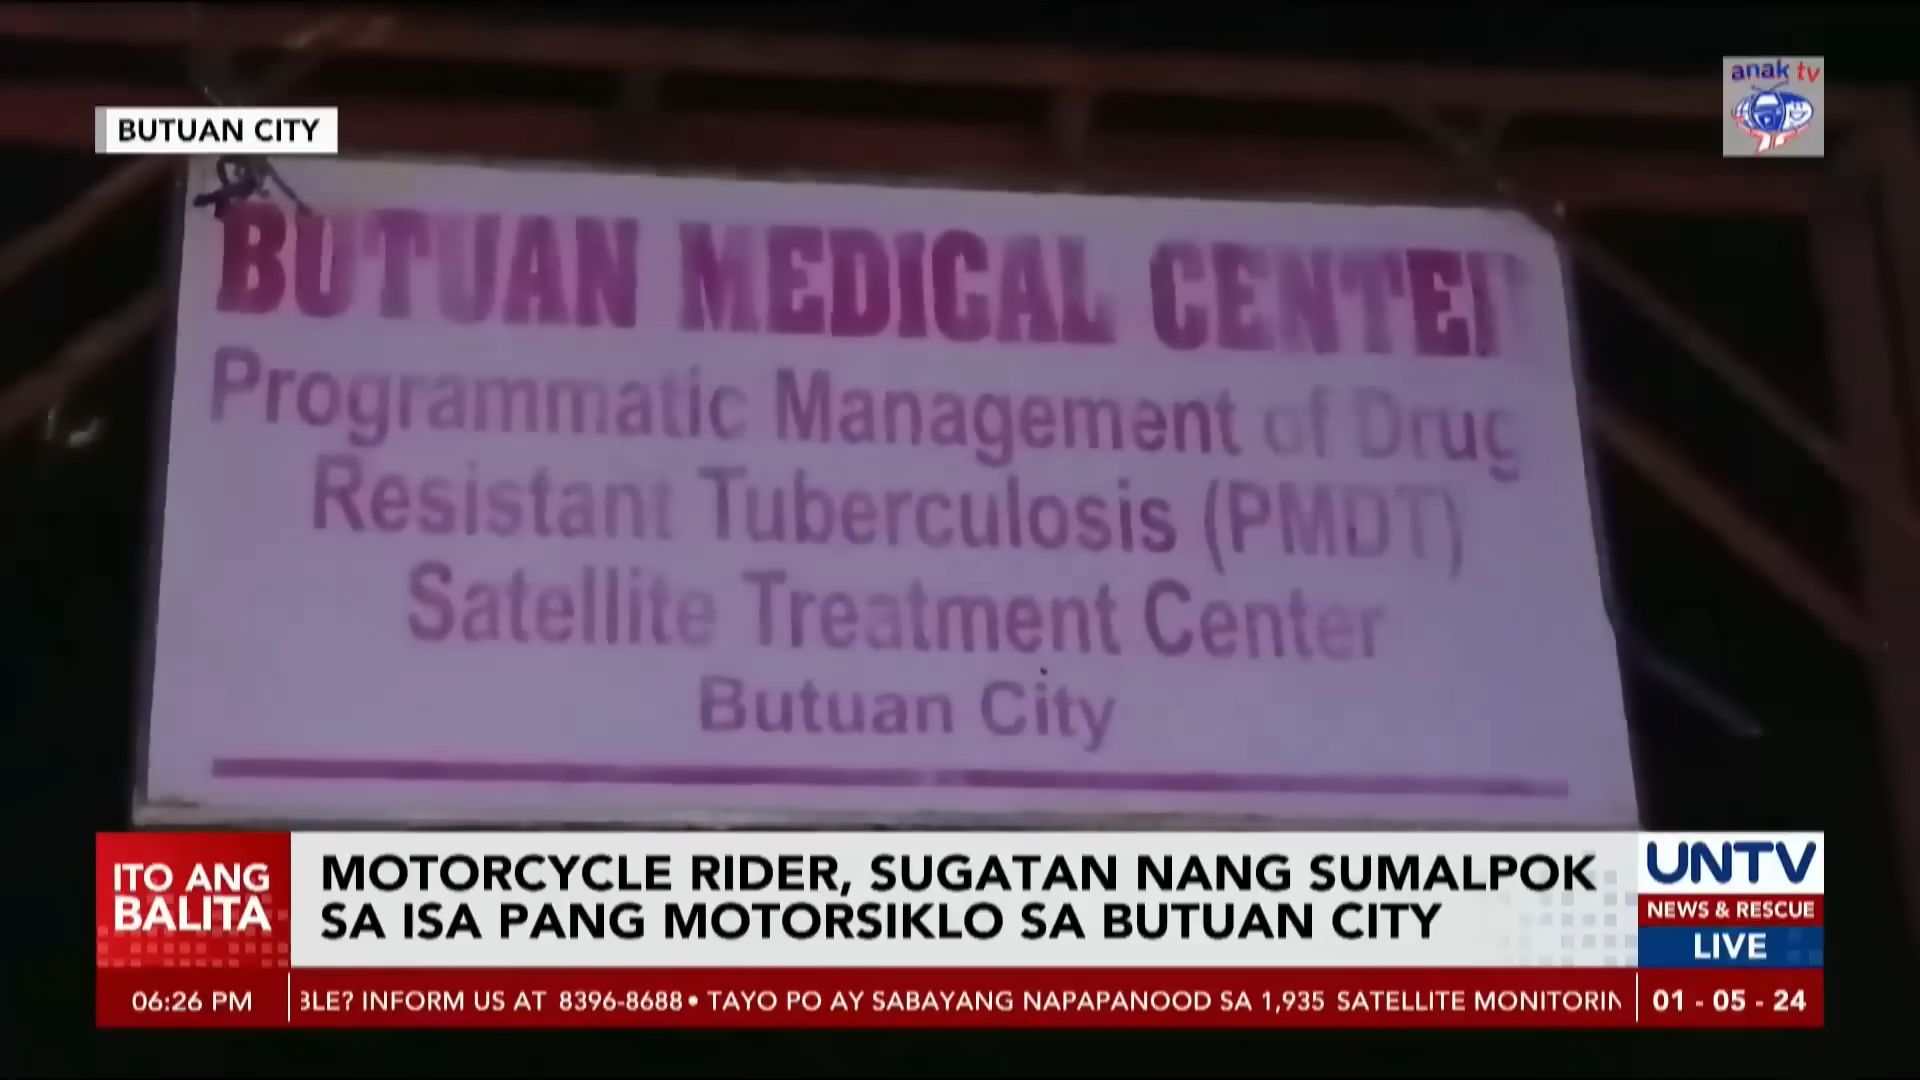 BUTUAN CITY
anak tv
BUTUAN MEDICAL CENTER
Programmatic Management of Drug
Resistant Tuberculosis (PMDT)
Satellite Treatment Center
Butuan City
ITO ANG
BALITA
MOTORCYCLE RIDER, SUGATAN NANG SUMALPOK
SA ISA PANG MOTORSIKLO SA BUTUAN CITY
UNTV
NEWS & RESCUE
LIVE
06:26 PM
BLE? INFORM US AT 8396-8688 • TAYO PO AY SABAYANG NAPAPANOOD SA 1,935 SATELLITE MONITORIN
01 - 05 - 24